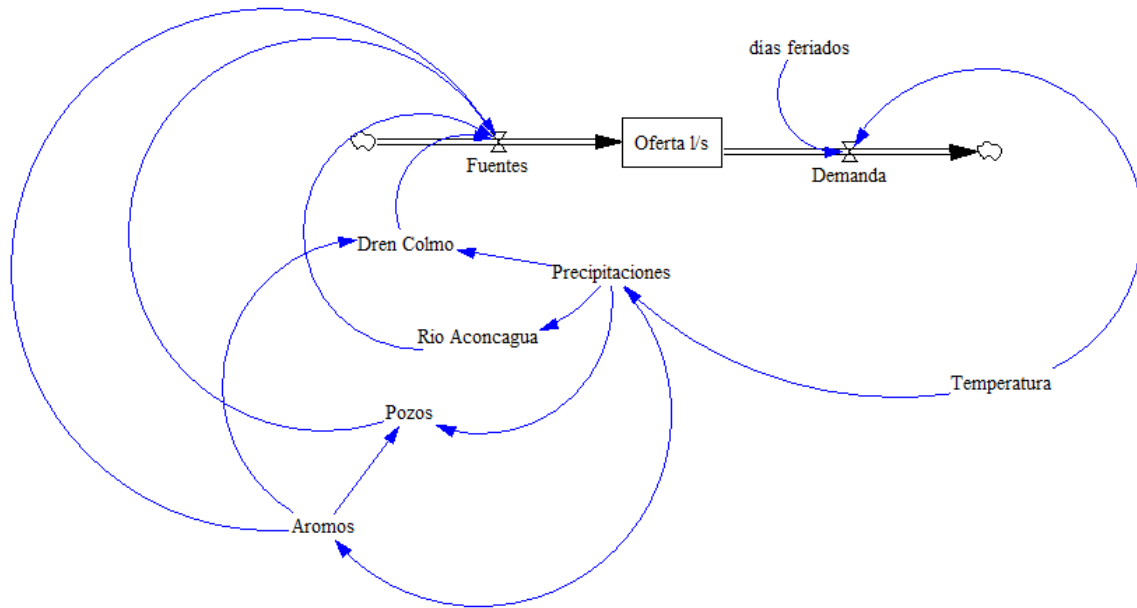 días feriados
Oferta l/s
Fuentes
Demanda
Dren Colmo
Precipitaciones
Rio Aconcagua
Temperatura
Pozos
Aromos